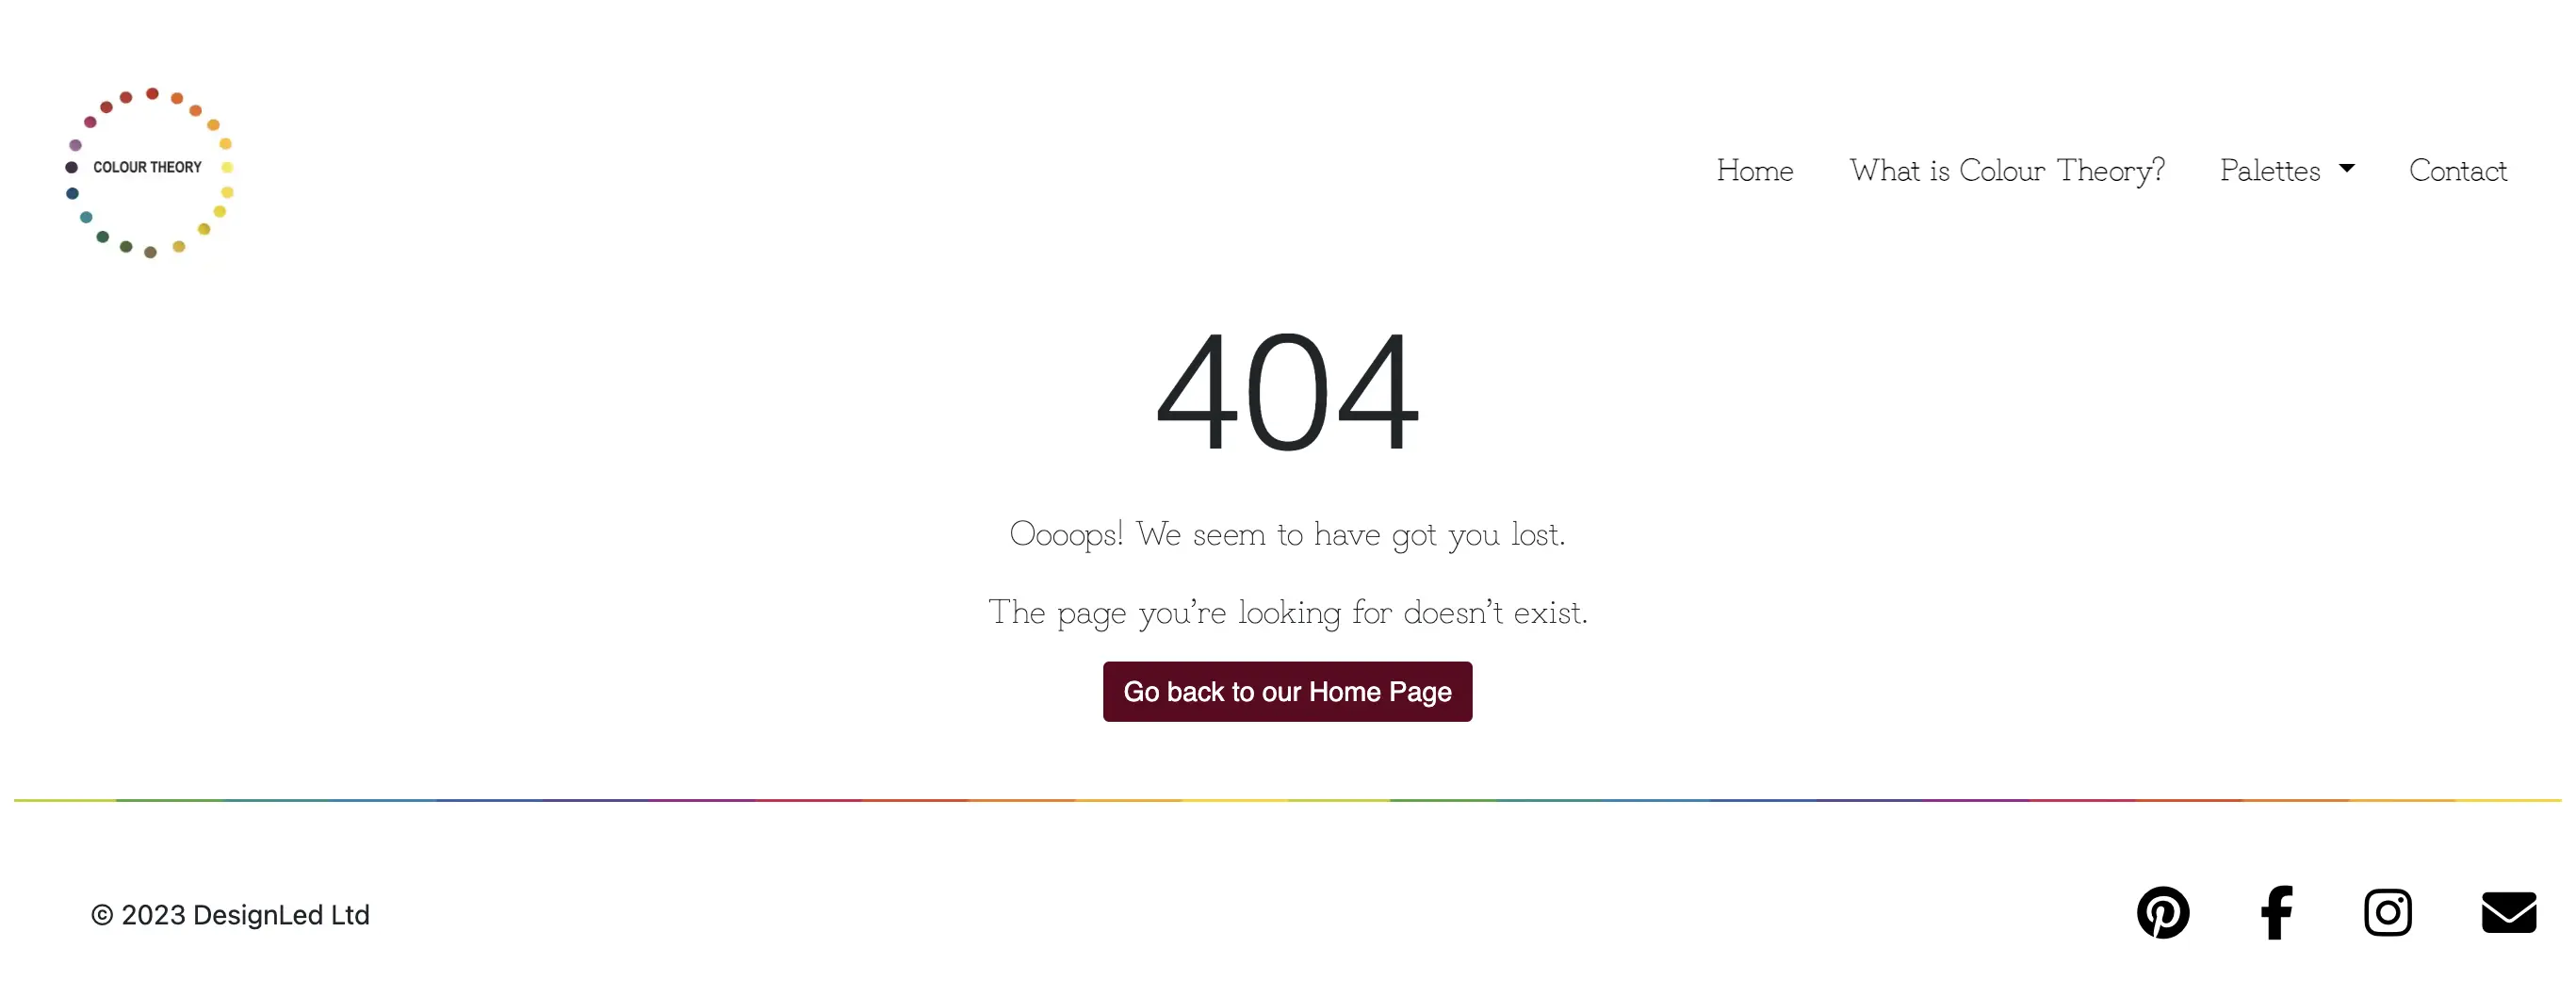 COLOUR THEORY
Home What is Colour Theory? Palettes Contact
404
Oooops! We seem to have got you lost.
The page you’re looking for doesn’t exist.
Go back to our Home Page
© 2023 DesignLed Ltd